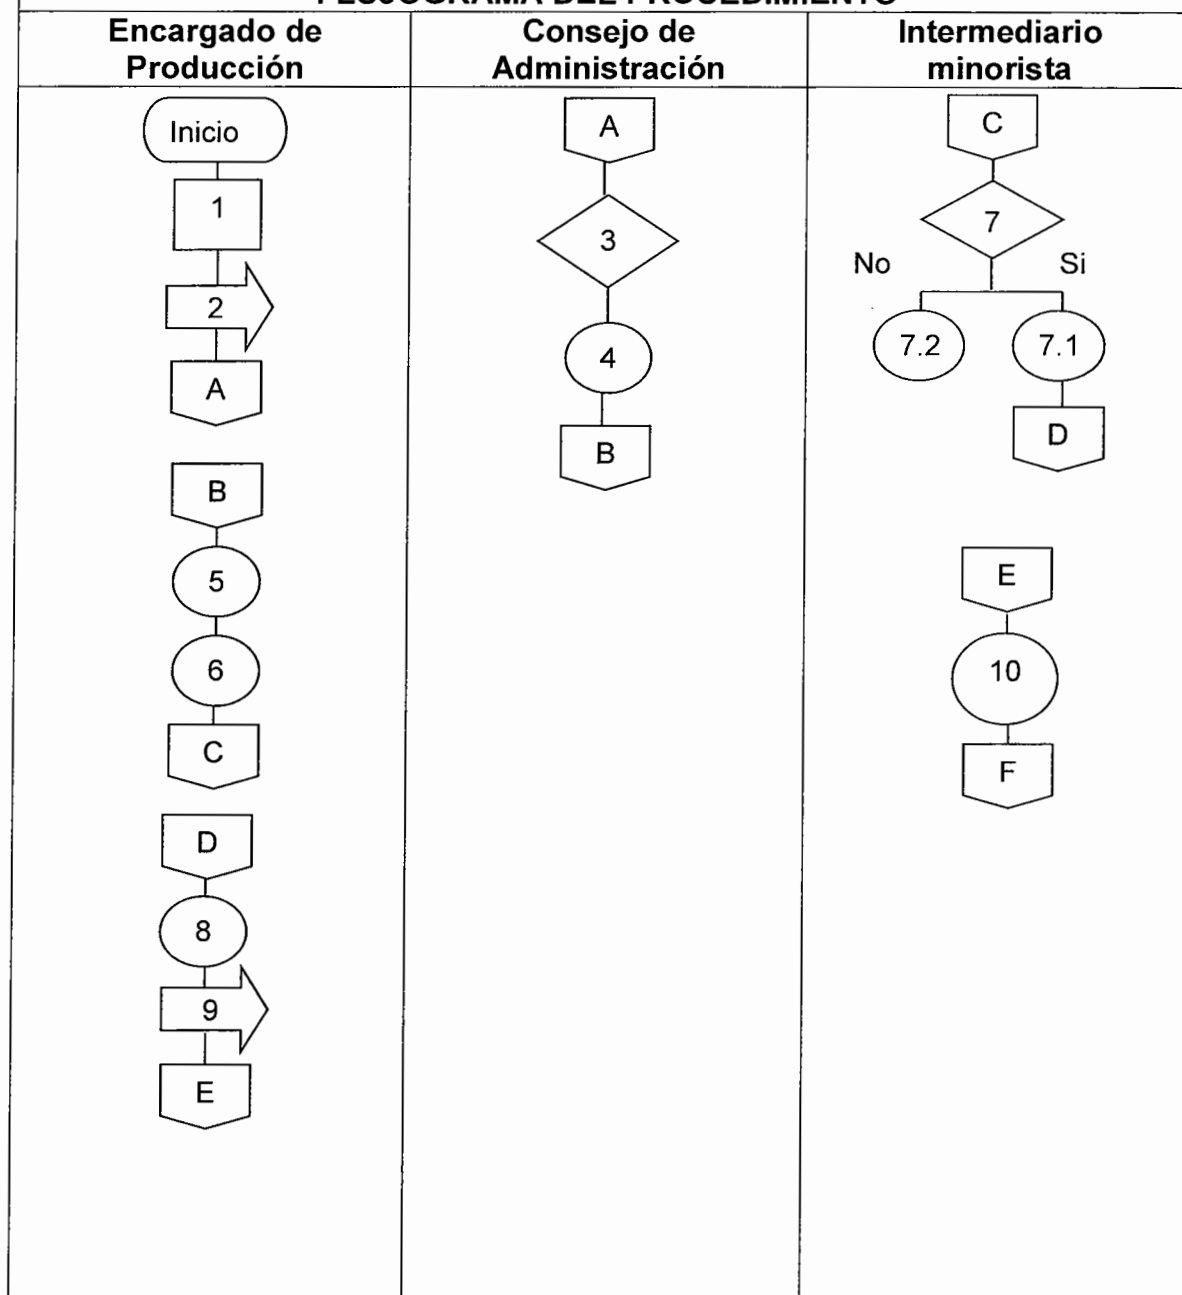 Encargado de
Producción
Consejo de
Administración
Intermediario
minorista
Inicio
1
2
A
B
5
6
C
D
8
9
E
A
3
4
B
C
7
No
Si
7.2
7.1
D
E
10
F